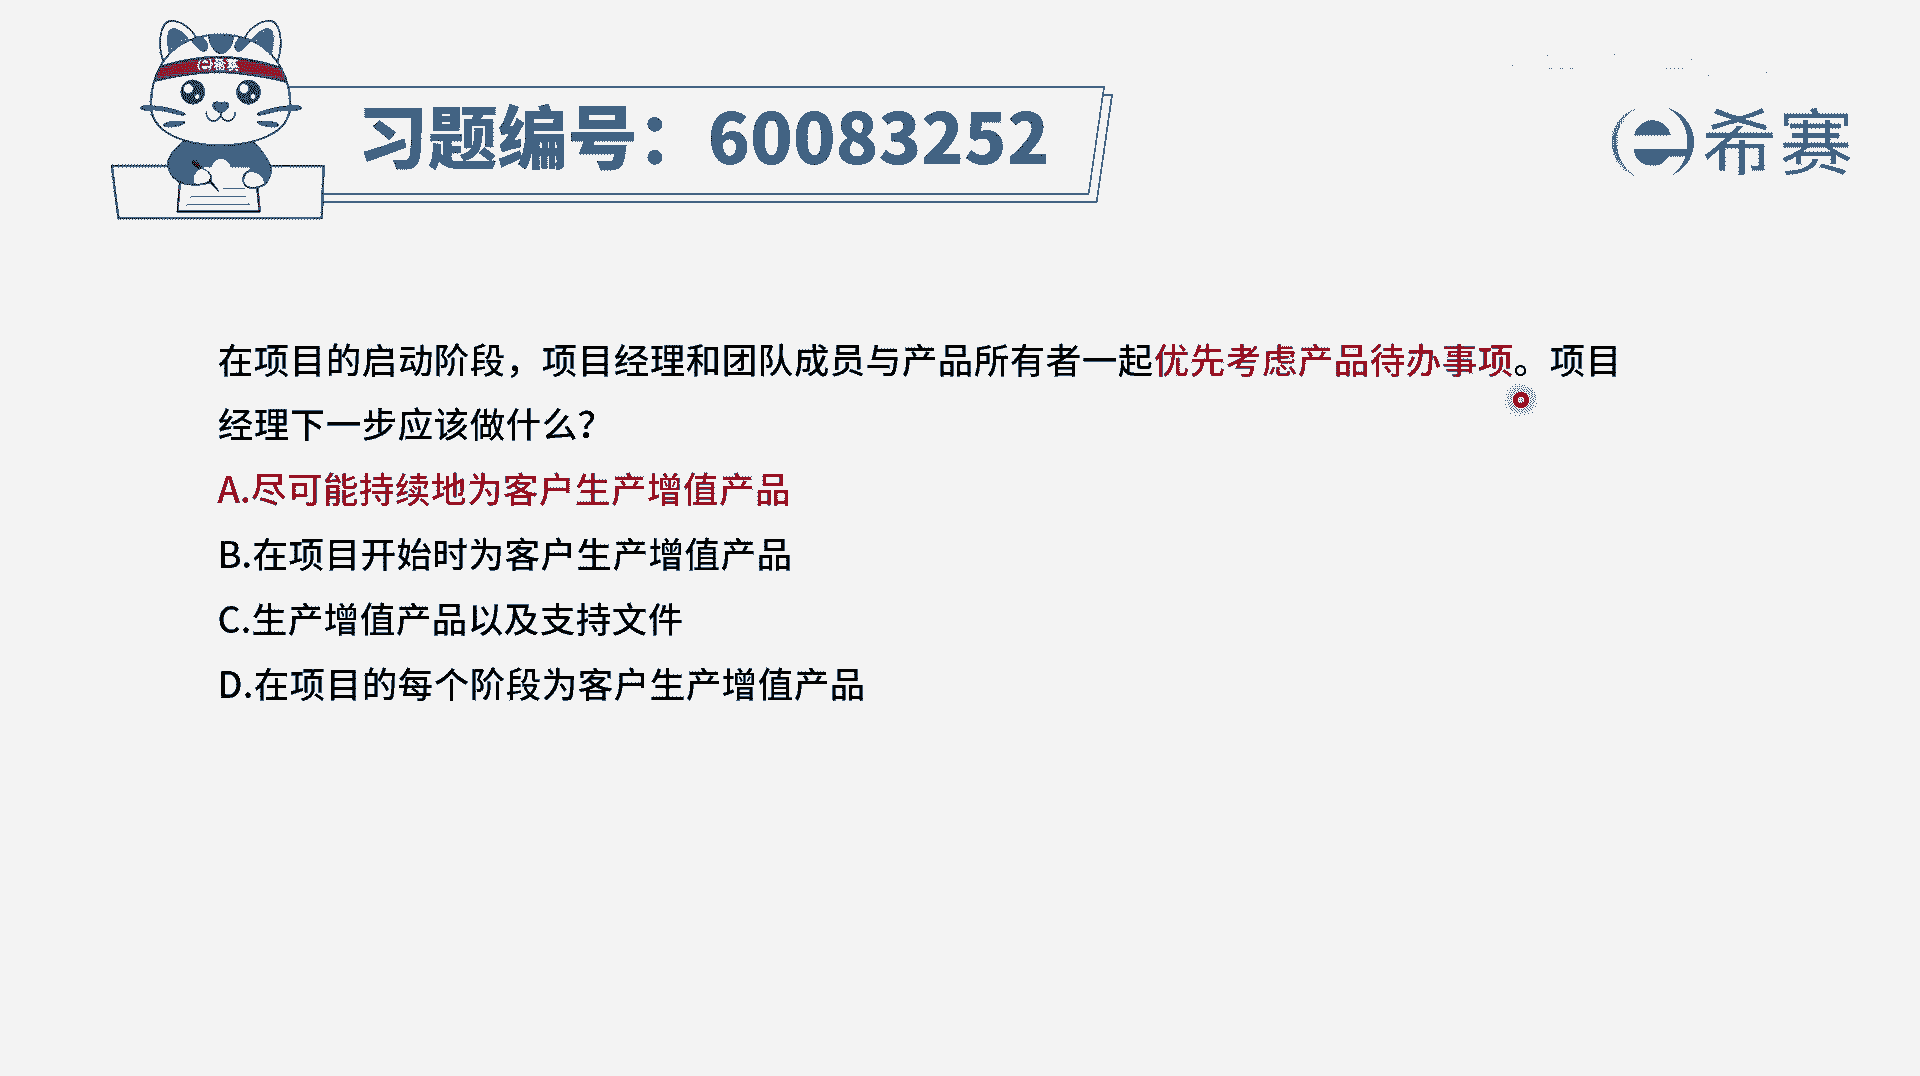 希赛
习题编号：60083252
希赛
在项目的启动阶段，项目经理和团队成员与产品所有者一起优先考虑产品待办事项。项目
经理下一步应该做什么？
A.尽可能持续地为客户生产增值产品
B.在项目开始时为客户生产增值产品
C.生产增值产品以及支持文件
D.在项目的每个阶段为客户生产增值产品